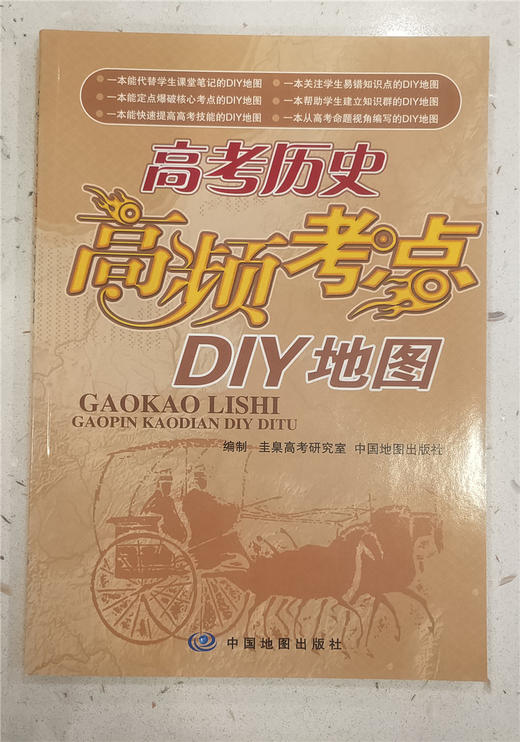 一本能代替学生课堂笔记的DIY地图
一本关注学生易错知识点的DIY地图
一本能定点爆破核心考点的DIY地图
一本帮助学生建立知识群的DIY地图
一本能快速提高高考技能的DIY地图
一本从高考命题视角编写的DIY地图
高考历史
高频考点
DIY地图
GAOKAO LISHI
GAOPIN KAODIAN DIY DITU
编制 圭臬高考研究室 中国地图出版社
中国地图出版社